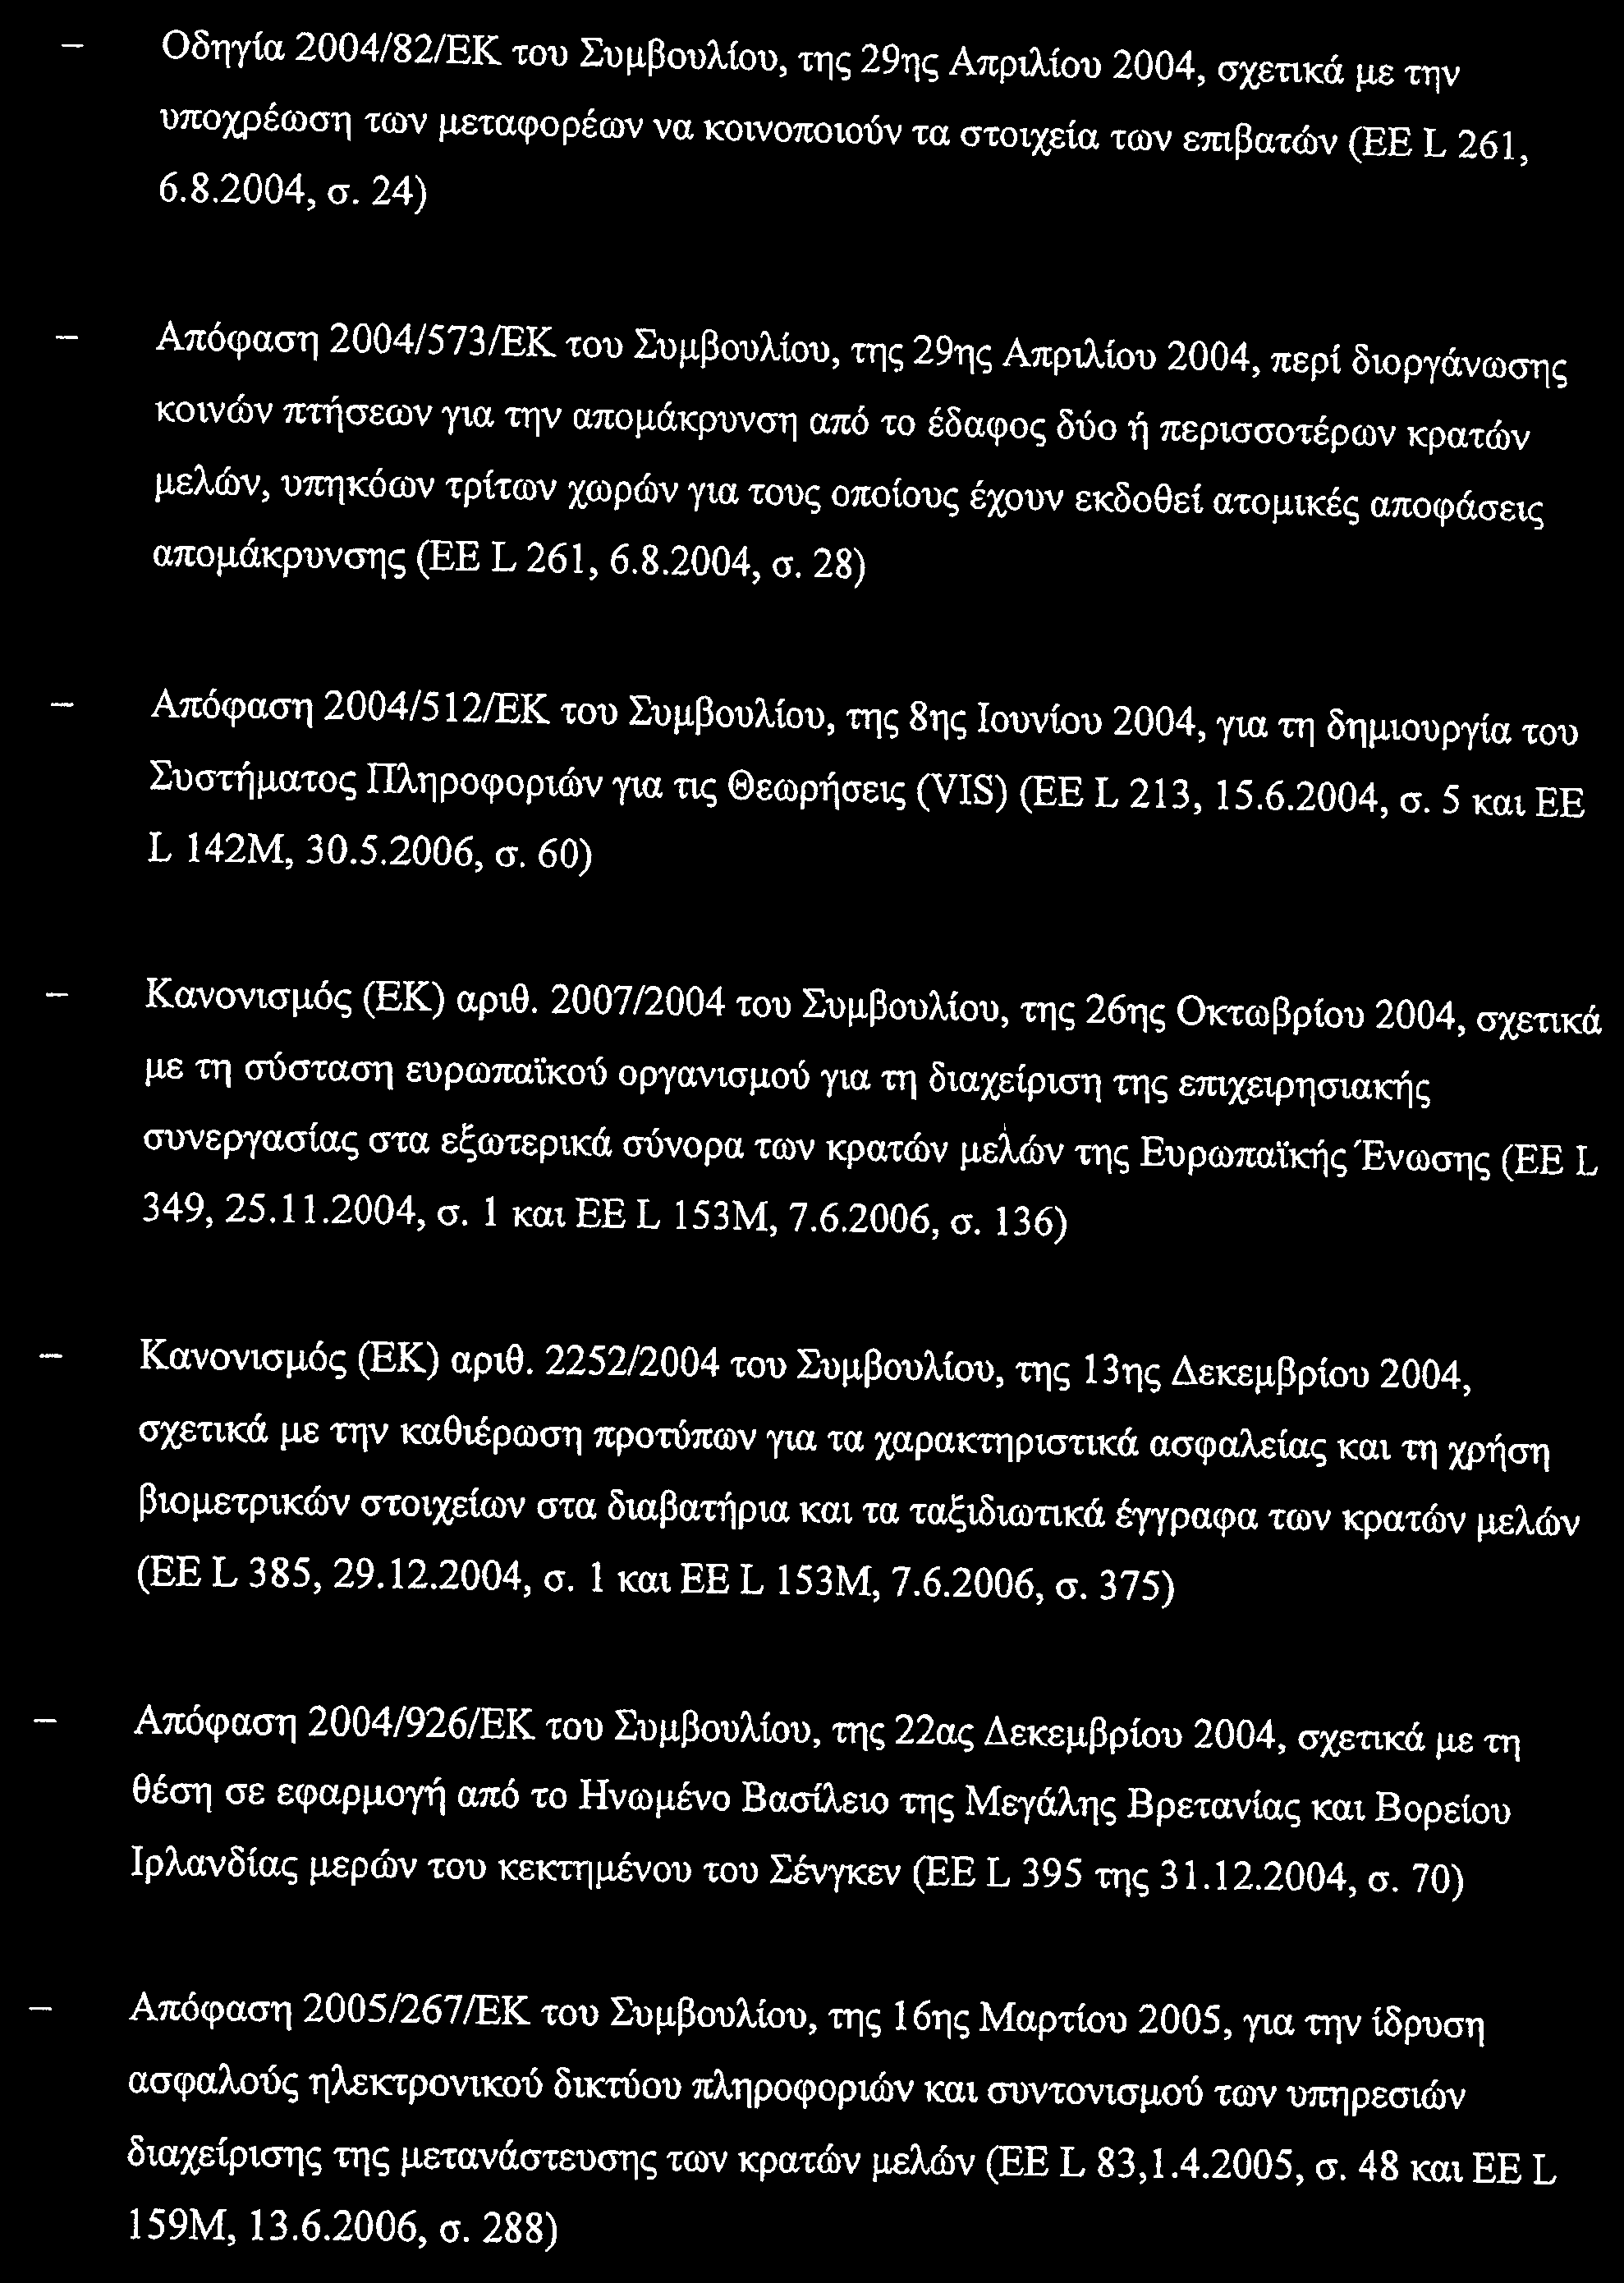 – Οδηγία 2004/82/ΕΚ του Συμβουλίου, της 29ης Απριλίου 2004, σχετικά με την
υποχρέωση των μεταφορέων να κοινοποιούν τα στοιχεία των επιβατών (ΕΕ L 261,
6.8.2004, σ. 24)
– Απόφαση 2004/573/ΕΚ του Συμβουλίου, της 29ης Απριλίου 2004, περί διοργάνωσης
κοινών πτήσεων για την απομάκρυνση από το έδαφος δύο ή περισσοτέρων κρατών
μελών, υπηκόων τρίτων χωρών για τους οποίους έχουν εκδοθεί ατομικές αποφάσεις
απομάκρυνσης (ΕΕ L 261, 6.8.2004, σ. 28)
– Απόφαση 2004/512/ΕΚ του Συμβουλίου, της 8ης Ιουνίου 2004, για τη δημιουργία του
Συστήματος Πληροφοριών για τις Θεωρήσεις (VIS) (ΕΕ L 213, 15.6.2004, σ. 5 και ΕΕ
L 142M, 30.5.2006, σ. 60)
– Κανονισμός (ΕΚ) αριθ. 2007/2004 του Συμβουλίου, της 26ης Οκτωβρίου 2004, σχετικά
με τη σύσταση ευρωπαϊκού οργανισμού για τη διαχείριση της επιχειρησιακής
συνεργασίας στα εξωτερικά σύνορα των κρατών μελών της Ευρωπαϊκής Ένωσης (ΕΕ L
349, 25.11.2004, σ. 1 και ΕΕ L 153M, 7.6.2006, σ. 136)
– Κανονισμός (ΕΚ) αριθ. 2252/2004 του Συμβουλίου, της 13ης Δεκεμβρίου 2004,
σχετικά με την καθιέρωση προτύπων για τα χαρακτηριστικά ασφαλείας και τη χρήση
βιομετρικών στοιχείων στα διαβατήρια και τα ταξιδιωτικά έγγραφα των κρατών μελών
(ΕΕ L 385, 29.12.2004, σ. 1 και ΕΕ L 153M, 7.6.2006, σ. 375)
– Απόφαση 2004/926/ΕΚ του Συμβουλίου, της 22ας Δεκεμβρίου 2004, σχετικά με τη
θέση σε εφαρμογή από το Ηνωμένο Βασίλειο της Μεγάλης Βρετανίας και Βορείου
Ιρλανδίας μερών του κεκτημένου του Σένγκεν (ΕΕ L 395 της 31.12.2004, σ. 70)
– Απόφαση 2005/267/ΕΚ του Συμβουλίου, της 16ης Μαρτίου 2005, για την ίδρυση
ασφαλούς ηλεκτρονικού δικτύου πληροφοριών και συντονισμού των υπηρεσιών
διαχείρισης της μετανάστευσης των κρατών μελών (ΕΕ L 83,1.4.2005, σ. 48 και ΕΕ L
159M, 13.6.2006, σ. 288)